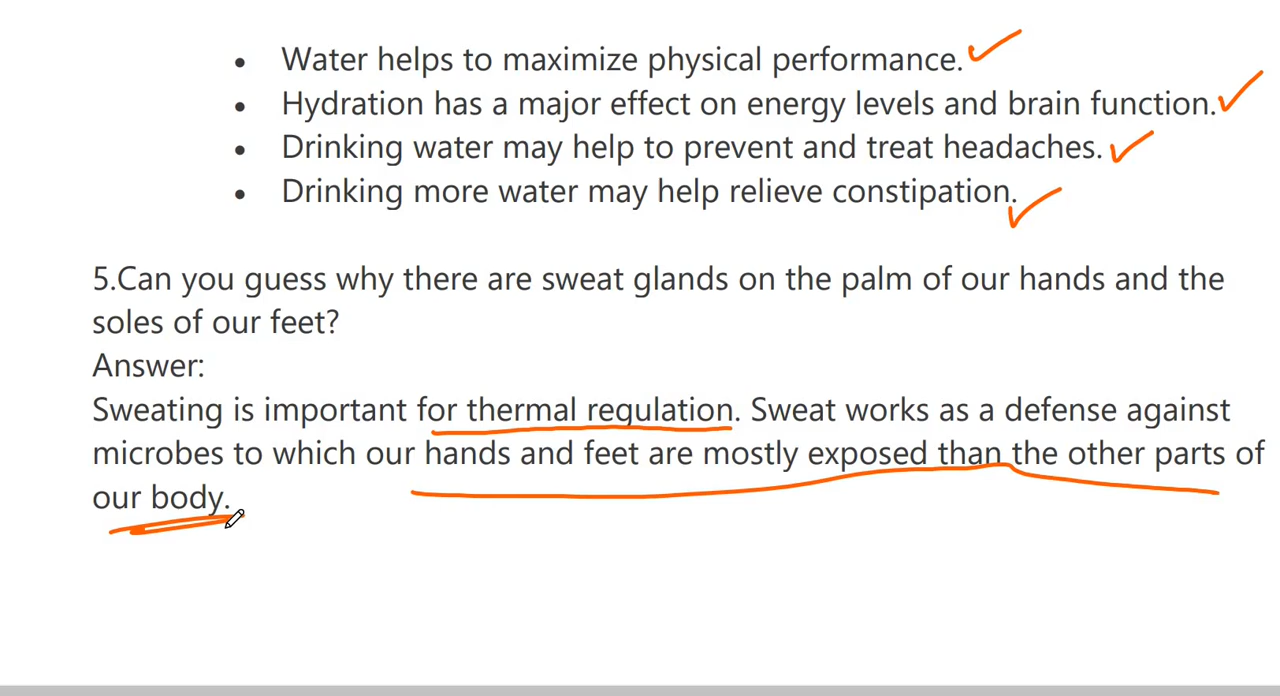 • Water helps to maximize physical performance.
• Hydration has a major effect on energy levels and brain function.
• Drinking water may help to prevent and treat headaches.
• Drinking more water may help relieve constipation.
5.Can you guess why there are sweat glands on the palm of our hands and the
soles of our feet?
Answer:
Sweating is important for thermal regulation. Sweat works as a defense against
microbes to which our hands and feet are mostly exposed than the other parts of
our body.